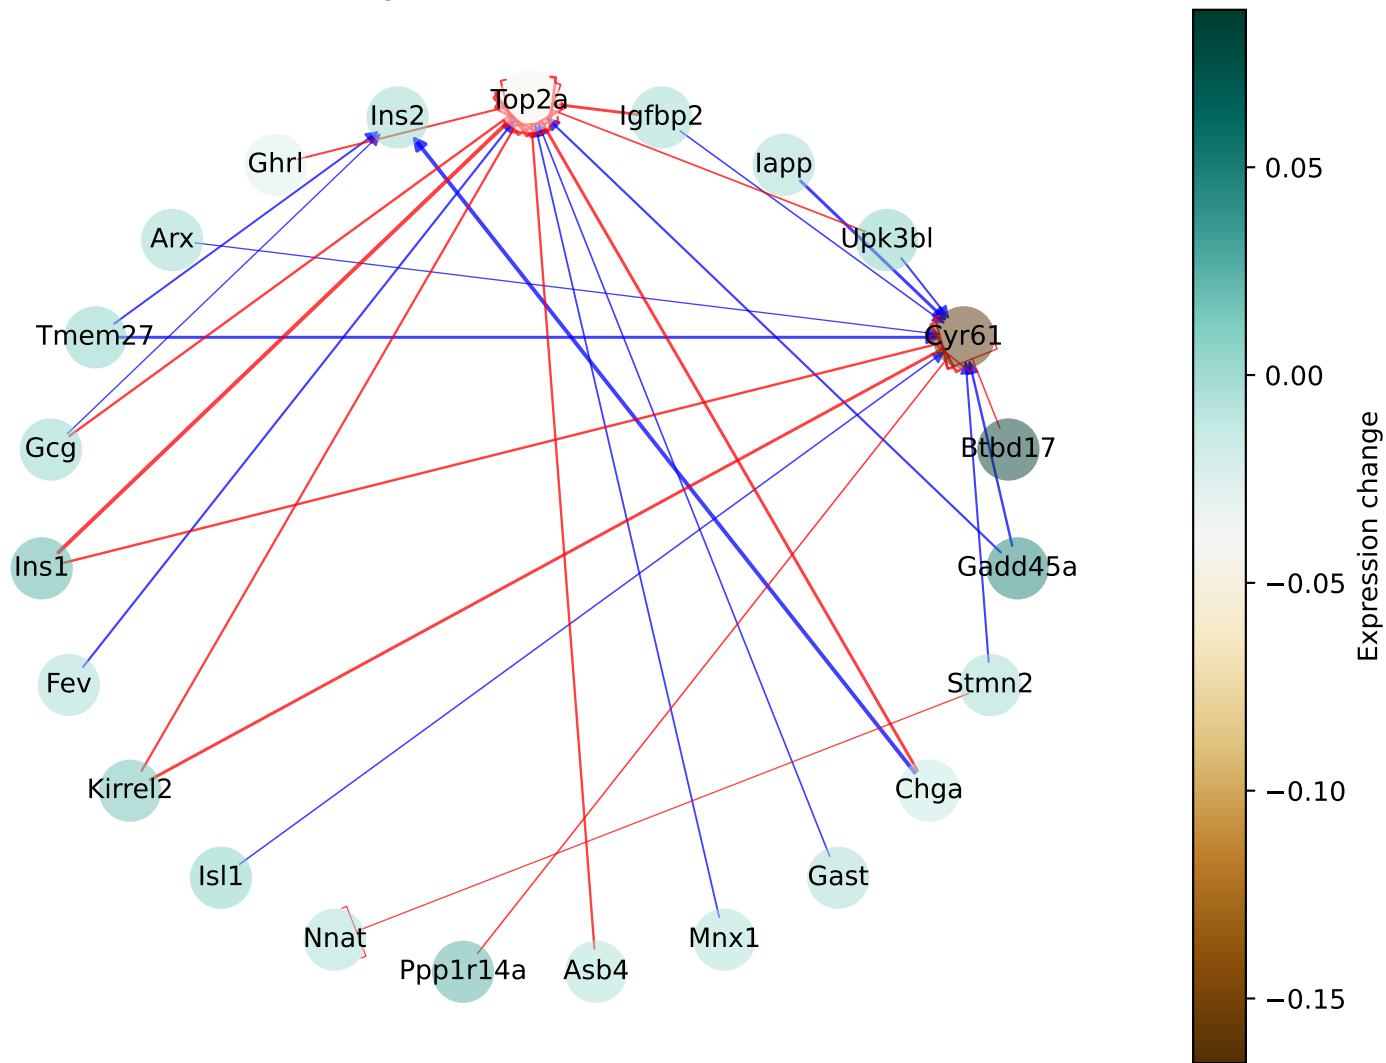 Top2a
Ins2
Igfbp2
Ghrl
Iapp
Arx
Upk3bl
Tmem27
Cyr61
Gcg
Btbd17
Ins1
Gadd45a
Fev
Stmn2
Kirrel2
Chga
Isl1
Gast
Nnat
Mnx1
Ppp1r14a
Asb4
0.05
0.00
−0.05
−0.10
−0.15
Expression change